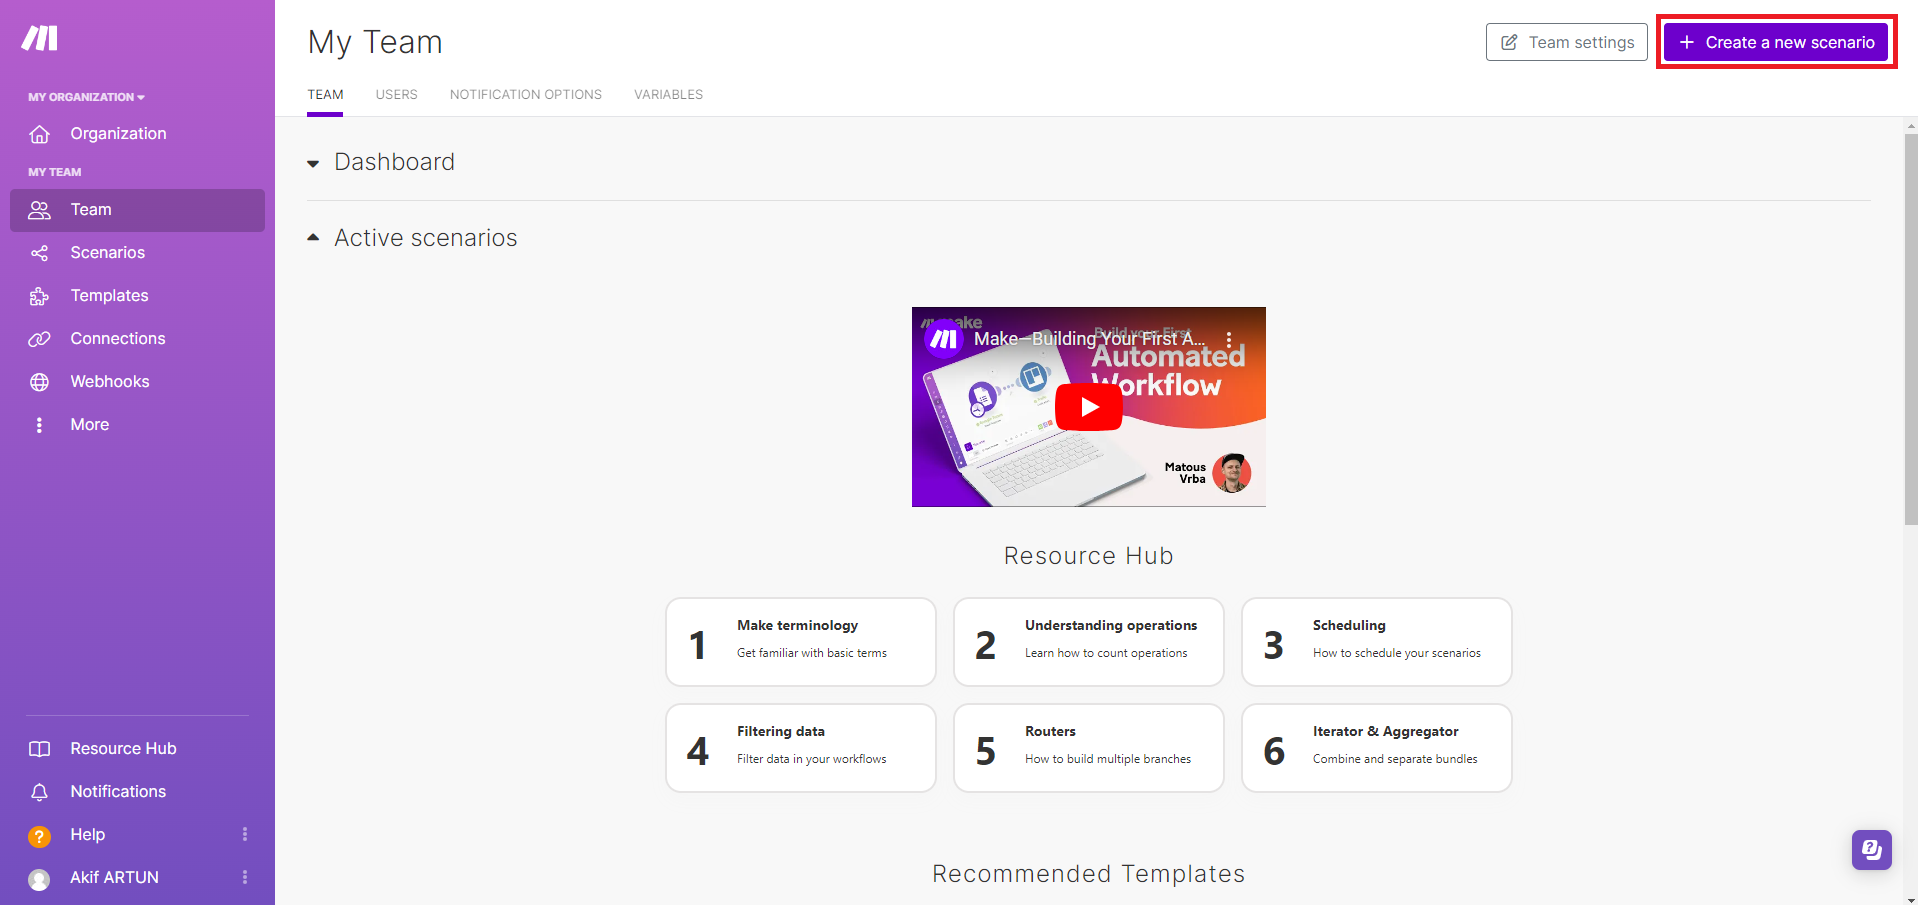 MY ORGANIZATION
Organization
MY TEAM
Team
Scenarios
Templates
Connections
Webhooks
More
Resource Hub
Notifications
Help
Akif ARTUN
My Team
Team settings
Create a new scenario
TEAM
USERS
NOTIFICATION OPTIONS
VARIABLES
Dashboard
Active scenarios
make
Make—Building Your First A...
Build your First
Automated
Workflow
Matous
Vrba
Resource Hub
1
Make terminology
Get familiar with basic terms
2
Understanding operations
Learn how to count operations
3
Scheduling
How to schedule your scenarios
4
Filtering data
Filter data in your workflows
5
Routers
How to build multiple branches
6
Iterator & Aggregator
Combine and separate bundles
Recommended Templates